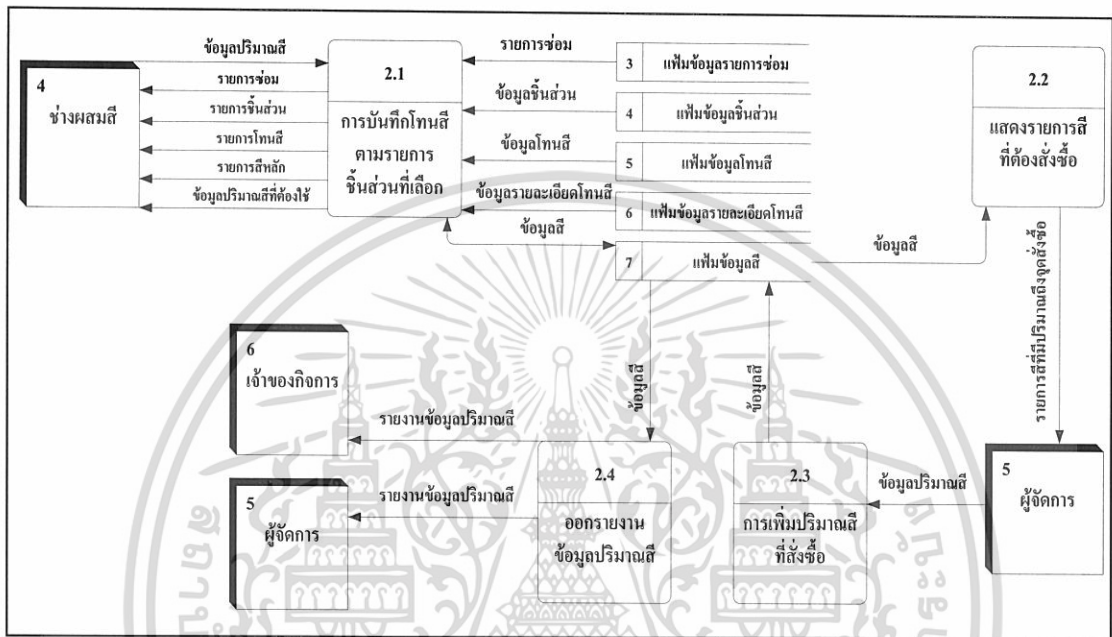 ข้อมูลปริมาณสี
รายการซ่อม
รายการชิ้นส่วน
รายการโทนสี
รายการสีหลัก
ข้อมูลปริมาณสีที่ต้องใช้
4
ช่างผสมสี
2.1
การบันทึกโทนสี
ตามรายการ
ชิ้นส่วนที่เลือก
รายการซ่อม
ข้อมูลชิ้นส่วน
ข้อมูลโทนสี
ข้อมูลรายละเอียดโทนสี
ข้อมูลสี
3 แฟ้มข้อมูลรายการซ่อม
4 แฟ้มข้อมูลชิ้นส่วน
5 แฟ้มข้อมูลโทนสี
6 แฟ้มข้อมูลรายละเอียดโทนสี
7 แฟ้มข้อมูลสี
ข้อมูลสี
2.2
แสดงรายการสี
ที่ต้องสั่งซื้อ
รายการสีที่มีปริมาณถึงจุดสั่งซื้อ
6
เจ้าของกิจการ
รายงานข้อมูลปริมาณสี
5
ผู้จัดการ
รายงานข้อมูลปริมาณสี
ข้อมูลสี
2.4
ออกรายงาน
ข้อมูลปริมาณสี
ข้อมูลสี
2.3
การเพิ่มปริมาณสี
ที่สั่งซื้อ
ข้อมูลปริมาณสี
5
ผู้จัดการ